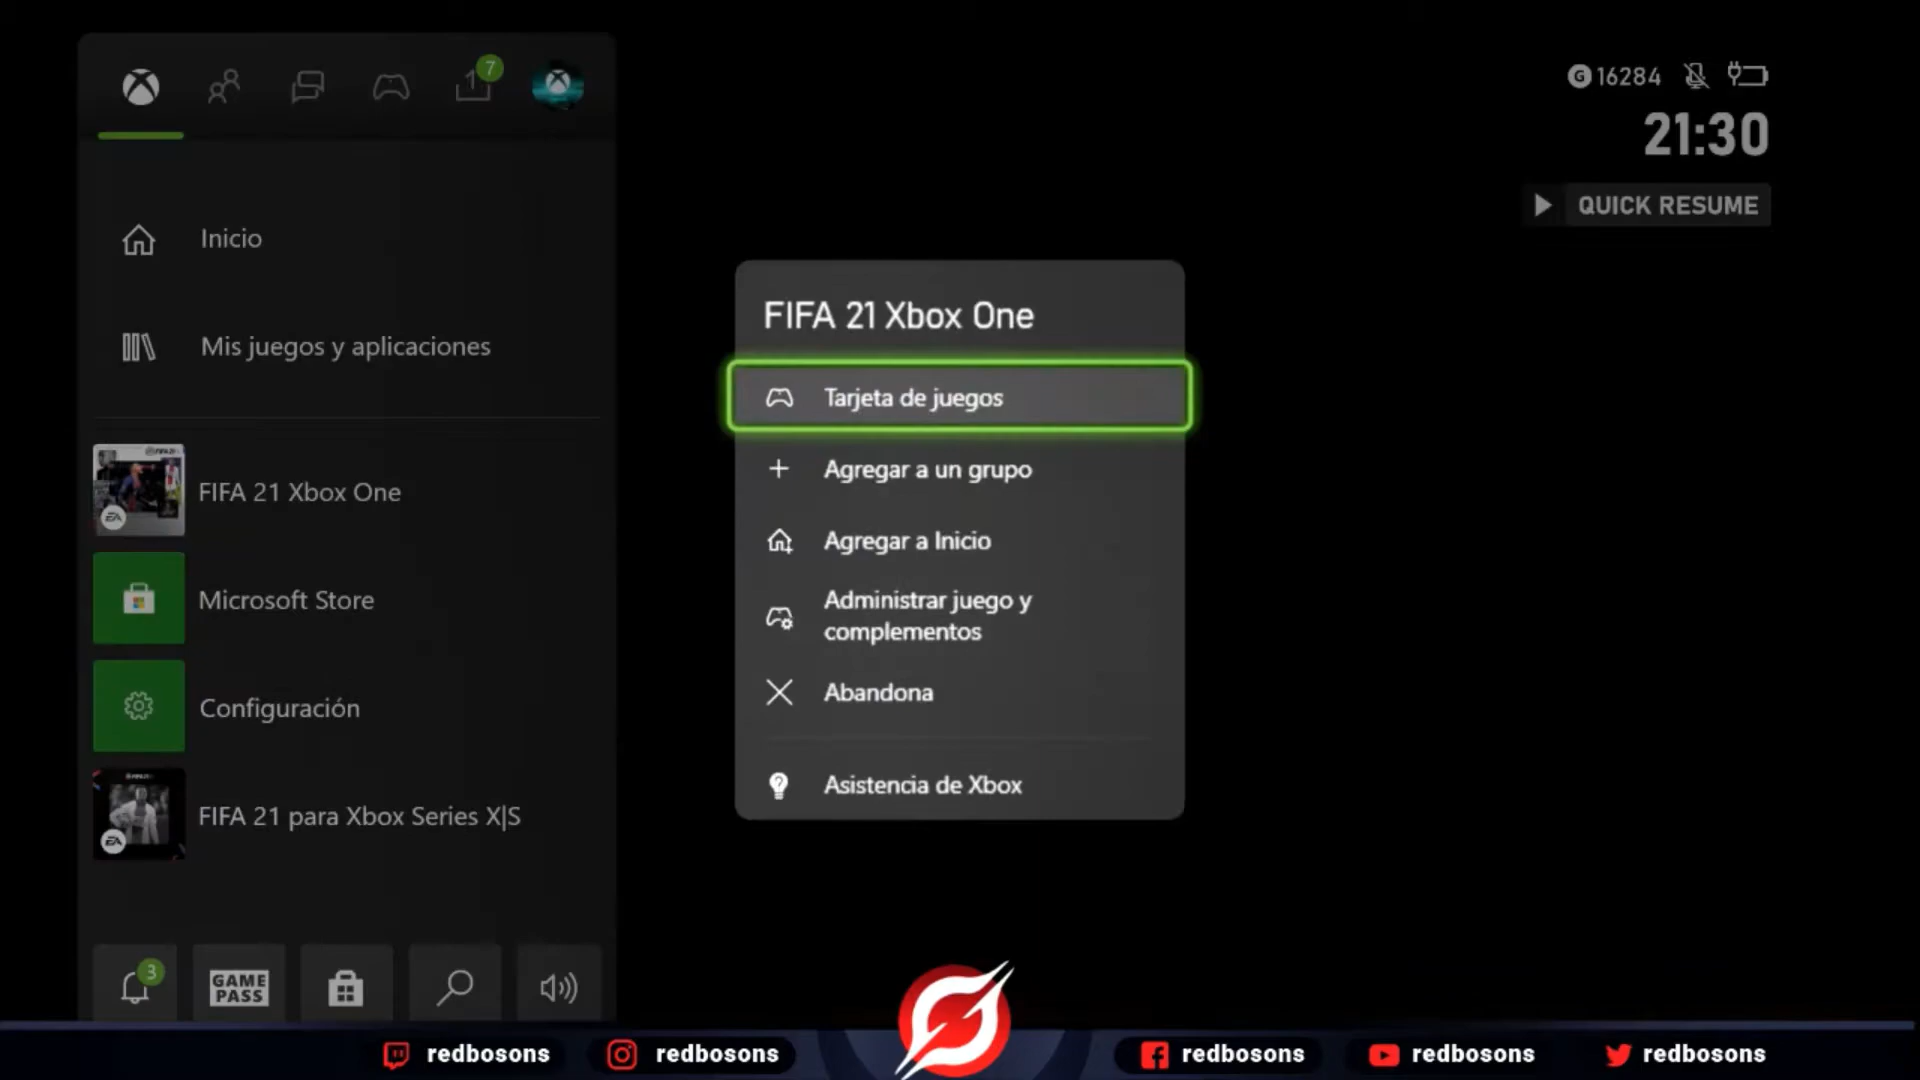 7
16284
21:30
QUICK RESUME
Inicio
Mis juegos y aplicaciones
FIFA 21 Xbox One
Microsoft Store
Configuración
FIFA 21 para Xbox Series X|S
FIFA 21 Xbox One
Tarjeta de juegos
Agregar a un grupo
Agregar a Inicio
Administrar juego y
complementos
Abandona
Asistencia de Xbox
3
GAME
PASS
redbosons
redbosons
redbosons
redbosons
redbosons